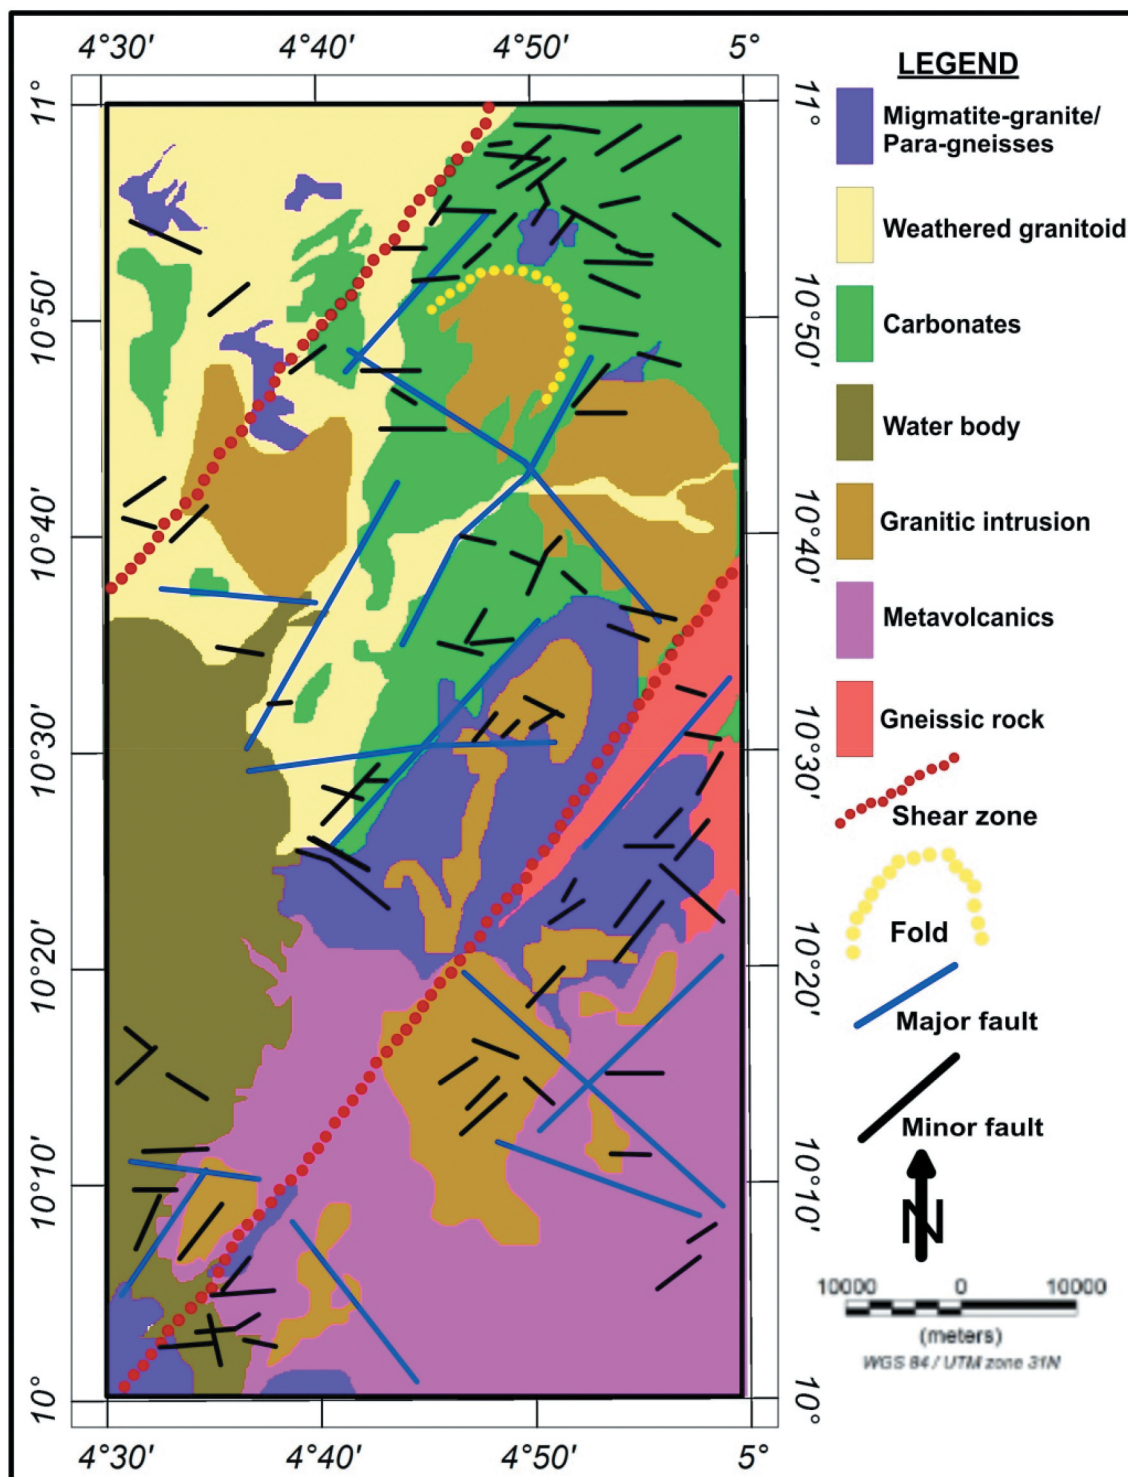 4°30' 4°40' 4°50' 5°
11°
10°50'
10°40'
10°30'
10°20'
10°10'
10°
11°
10°50'
10°40'
10°30'
10°20'
10°10'
10°
4°30' 4°40' 4°50' 5°
LEGEND
Migmatite-granite/
Para-gneisses
Weathered granitoid
Carbonates
Water body
Granitic intrusion
Metavolcanics
Gneissic rock
Shear zone
Fold
Major fault
Minor fault
N
10000 0 10000
(meters)
WGS 84 / UTM zone 31N